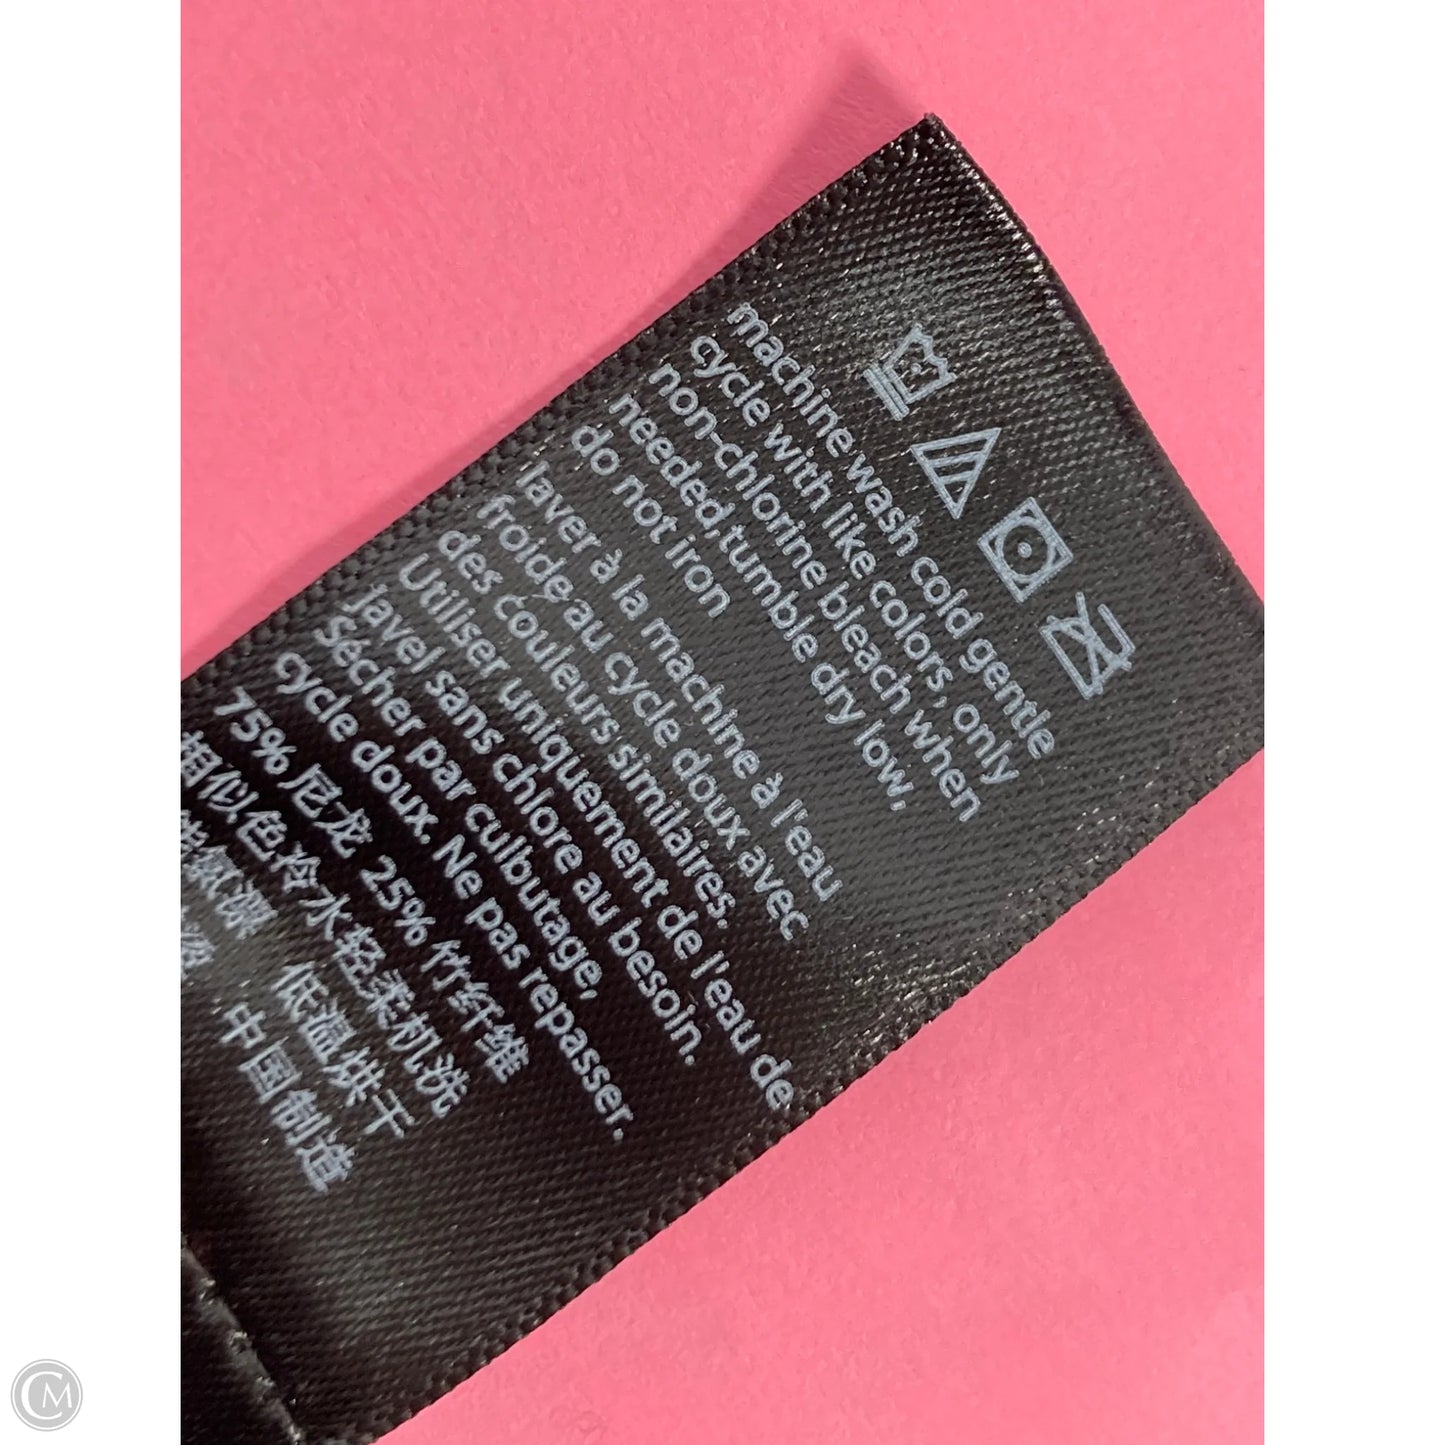 machine wash cold gentle
cycle with like colors, only
non-chlorine bleach when
needed,tumble dry low,
do not iron
laver à la machine à l'eau
froide au cycle doux avec
des couleurs similaires.
Utiliser uniquement de l'eau de
javel sans chlore au besoin.
Sécher par culbutage,
cycle doux. Ne pas repasser.
75% 尼龙 25% 竹纤维
相似色冷水轻柔机洗
氯漂 低温烘干
中国制造
CM